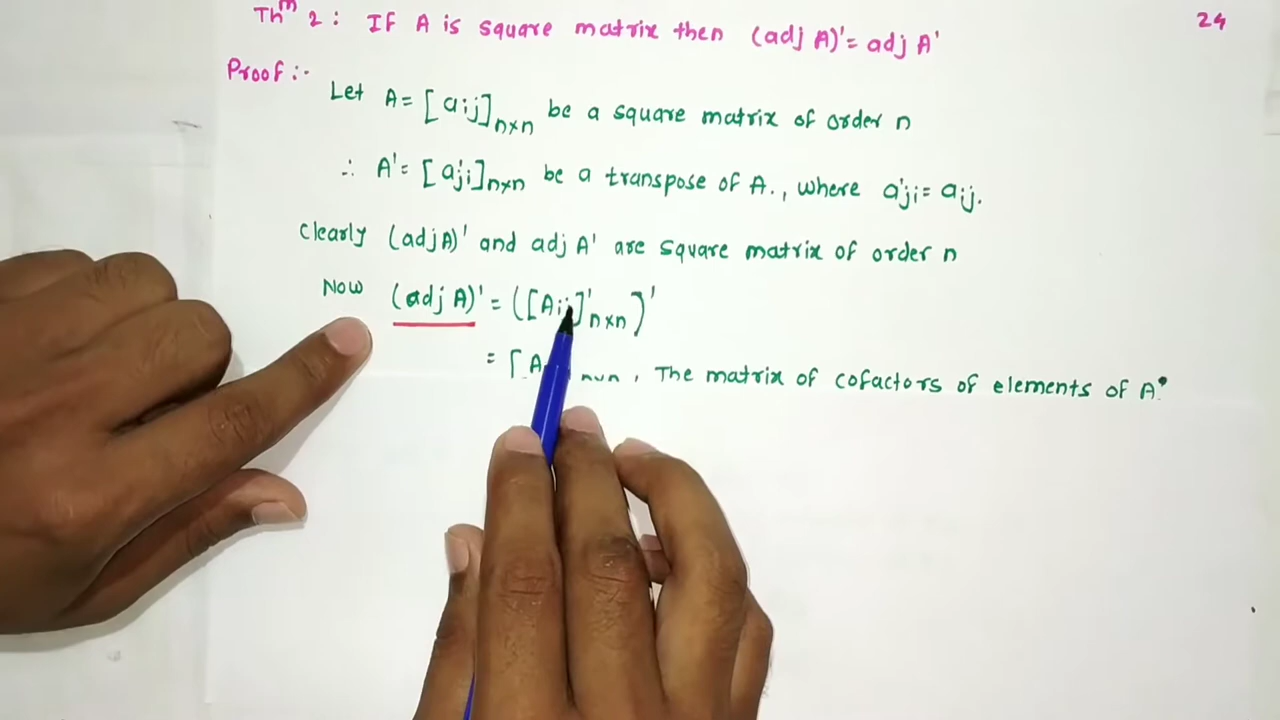 24
Thm 2 : If A is square matrix then (adj A)' = adj A'
Proof :-
Let A = [aij]n×n be a square matrix of order n
∴ A' = [a'ji]n×n be a transpose of A., where a'ji = aij.
Clearly (adj A)' and adj A' are square matrix of order n
Now (adj A)' = ([Aij]'n×n)'
= [A n×n , The matrix of cofactors of elements of A.